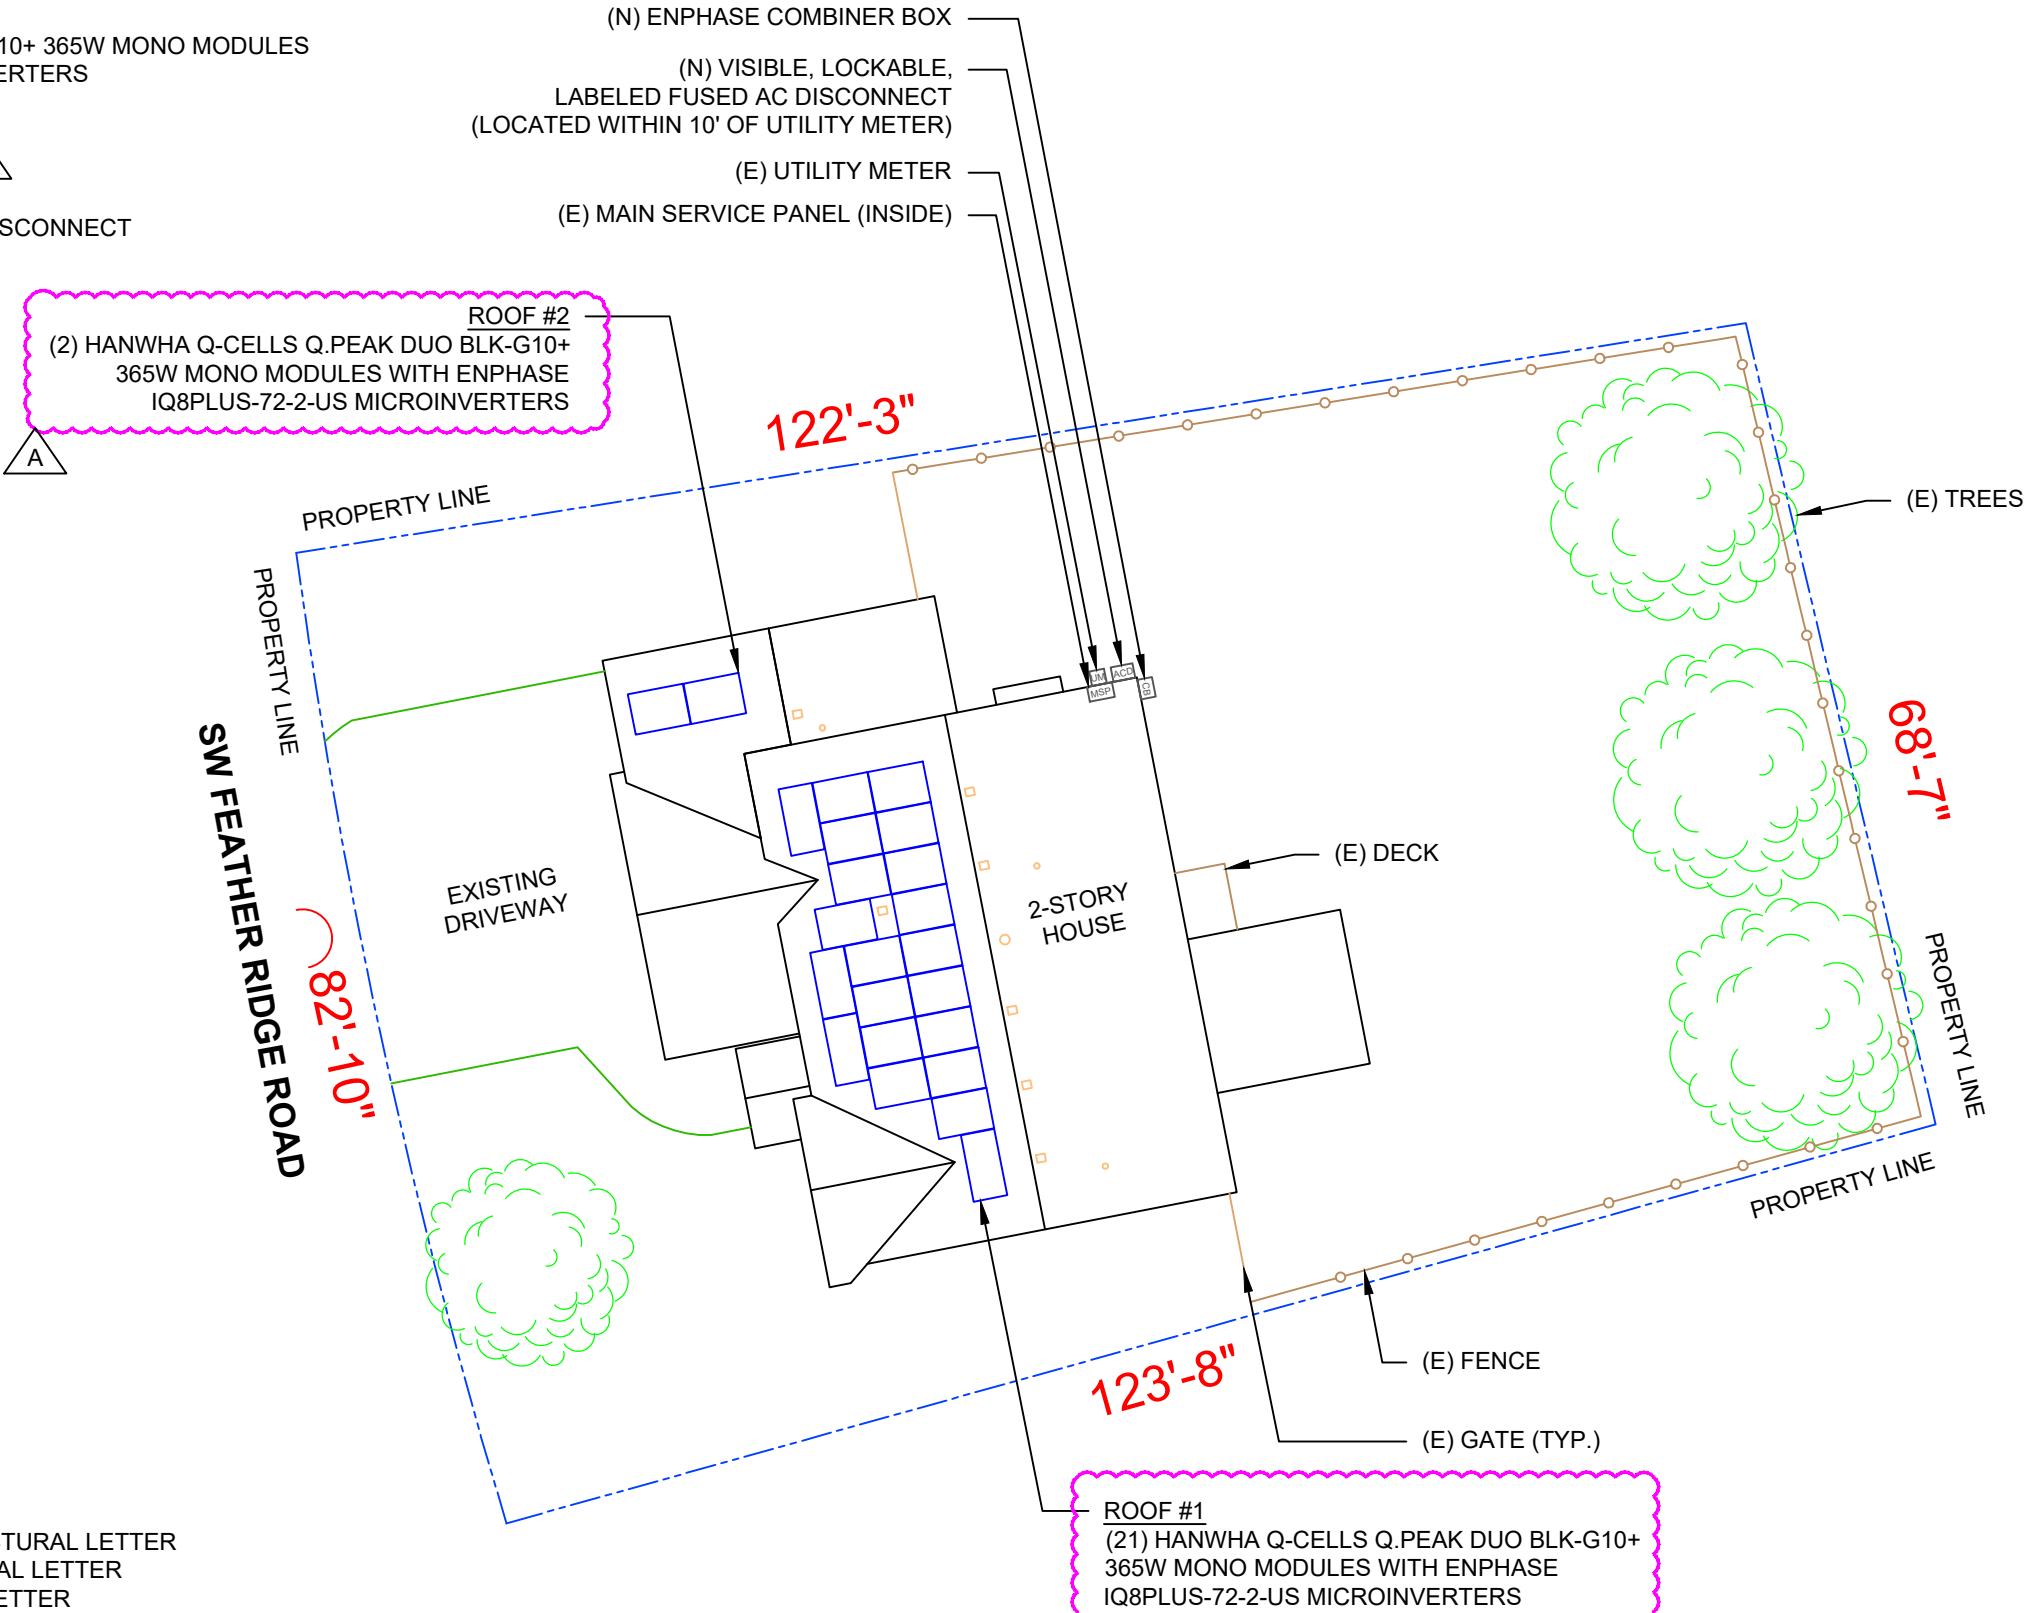 (N) ENPHASE COMBINER BOX
10+ 365W MONO MODULES
ERTERS
(N) VISIBLE, LOCKABLE,
LABELED FUSED AC DISCONNECT
(LOCATED WITHIN 10' OF UTILITY METER)
(E) UTILITY METER
(E) MAIN SERVICE PANEL (INSIDE)
SCONNECT
ROOF #2
(2) HANWHA Q-CELLS Q.PEAK DUO BLK-G10+
365W MONO MODULES WITH ENPHASE
IQ8PLUS-72-2-US MICROINVERTERS
A
122'-3"
PROPERTY LINE
PROPERTY LINE
(E) TREES
UM
ACD
MSP
CB
SW FEATHER RIDGE ROAD
68'-7"
(E) DECK
EXISTING
DRIVEWAY
2-STORY
HOUSE
82'-10"
PROPERTY LINE
PROPERTY LINE
123'-8"
(E) FENCE
(E) GATE (TYP.)
ROOF #1
(21) HANWHA Q-CELLS Q.PEAK DUO BLK-G10+
365W MONO MODULES WITH ENPHASE
IQ8PLUS-72-2-US MICROINVERTERS
TURAL LETTER
AL LETTER
ETTER